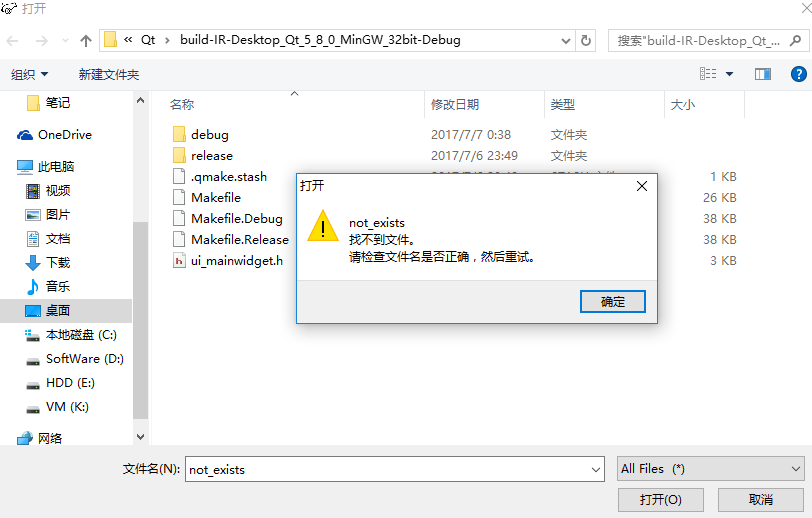 打开
« Qt › build-IR-Desktop_Qt_5_8_0_MinGW_32bit-Debug
搜索"build-IR-Desktop_Qt_...
组织 新建文件夹
笔记
OneDrive
此电脑
视频
图片
文档
下载
音乐
桌面
本地磁盘 (C:)
SoftWare (D:)
HDD (E:)
VM (K:)
网络
名称 修改日期 类型 大小
debug 2017/7/7 0:38 文件夹
release 2017/7/6 23:49 文件夹
.qmake.stash 1 KB
Makefile 26 KB
Makefile.Debug 38 KB
Makefile.Release 38 KB
ui_mainwidget.h 3 KB
打开
not_exists
找不到文件。
请检查文件名是否正确，然后重试。
确定
文件名(N): not_exists
All Files (*)
打开(O) 取消